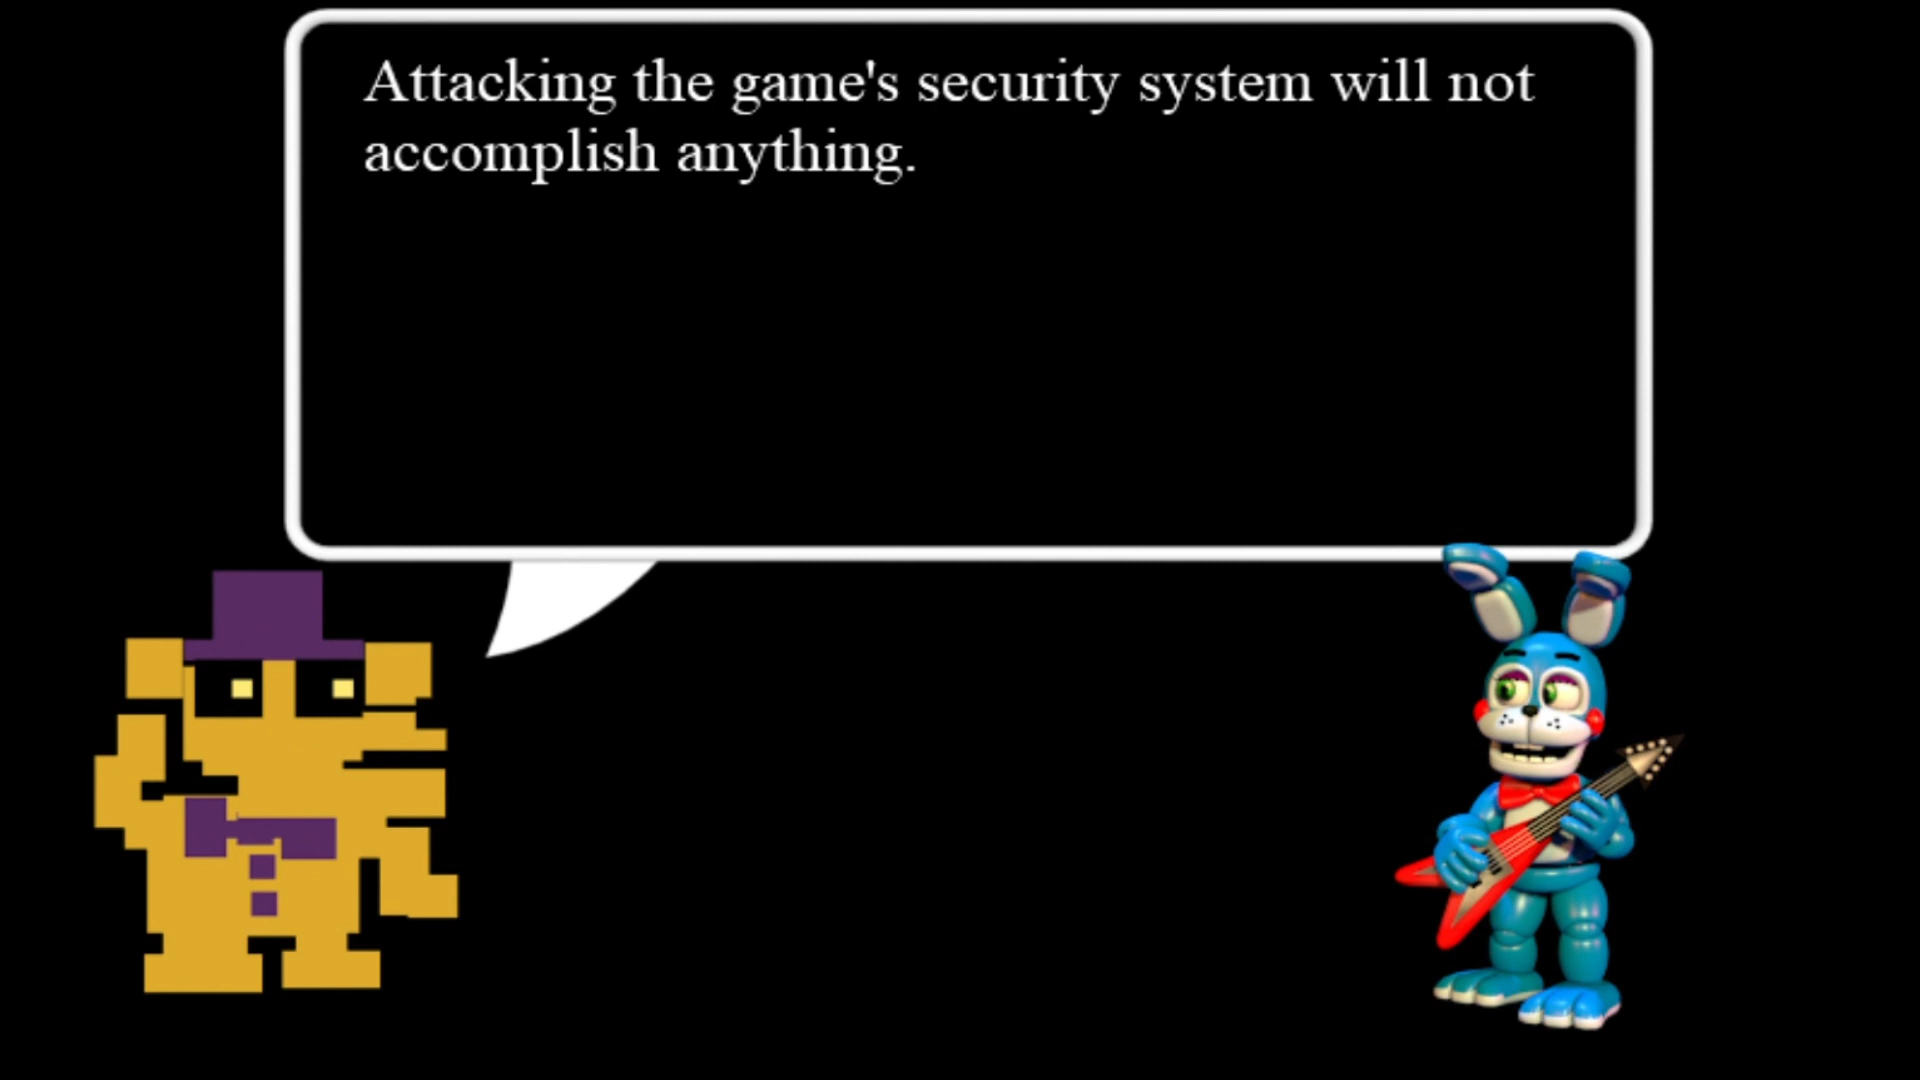 Attacking the game's security system will not
accomplish anything.